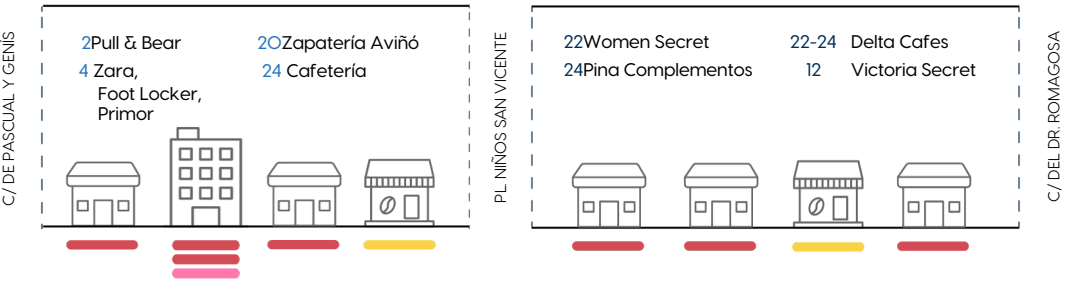 C/ DE PASCUAL Y GENÍS
2Pull & Bear
4 Zara,
Foot Locker,
Primor
20Zapatería Aviñó
24 Cafetería
PL NIÑOS SAN VICENTE
22Women Secret
24Pina Complementos
22-24 Delta Cafes
12 Victoria Secret
C/ DEL DR. ROMAGOSA